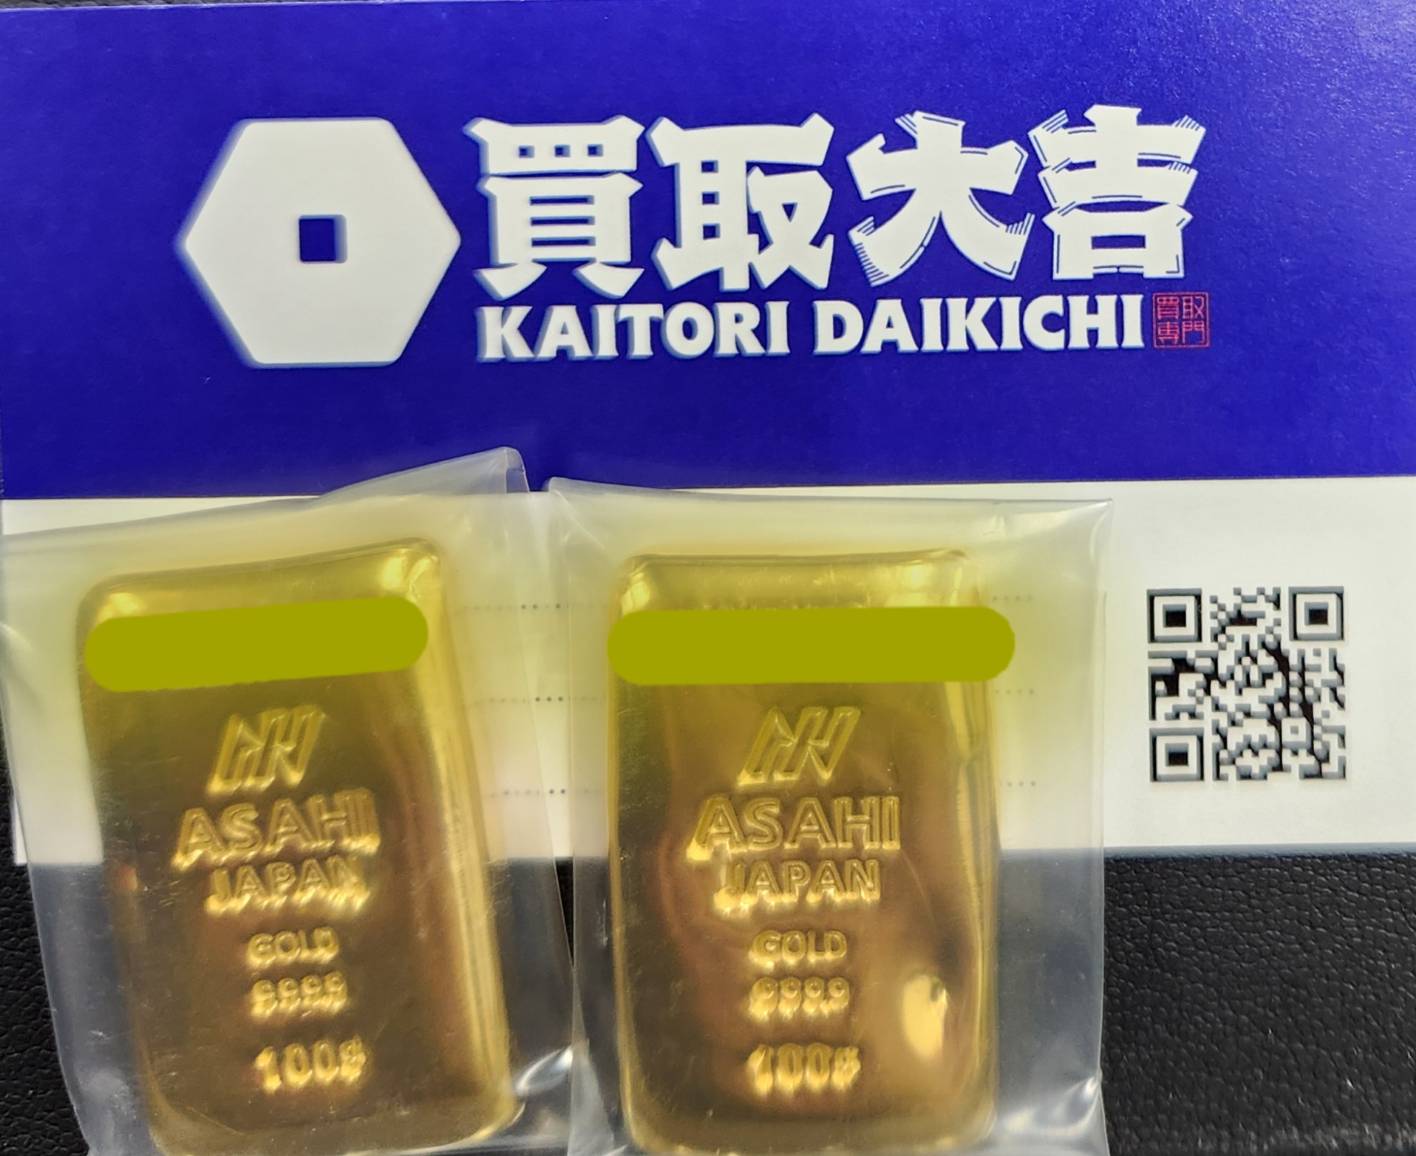 買取大吉
KAITORI DAIKICHI
買取
専門
ASAHI
JAPAN
GOLD
9999
100g
ASAHI
JAPAN
GOLD
9999
100g